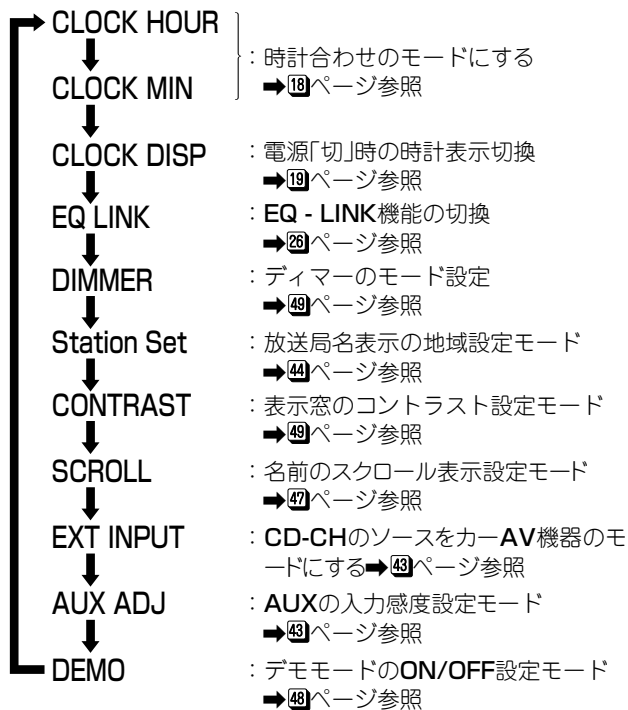 CLOCK HOUR
：時計合わせのモードにする
CLOCK MIN
➡18ページ参照
CLOCK DISP ：電源「切」時の時計表示切換
➡19ページ参照
EQ LINK ：EQ - LINK機能の切換
➡26ページ参照
DIMMER ：ディマーのモード設定
➡49ページ参照
Station Set ：放送局名表示の地域設定モード
➡44ページ参照
CONTRAST ：表示窓のコントラスト設定モード
➡49ページ参照
SCROLL ：名前のスクロール表示設定モード
➡47ページ参照
EXT INPUT ：CD-CHのソースをカーAV機器のモ
ードにする➡43ページ参照
AUX ADJ ：AUXの入力感度設定モード
➡43ページ参照
DEMO ：デモモードのON/OFF設定モード
➡48ページ参照